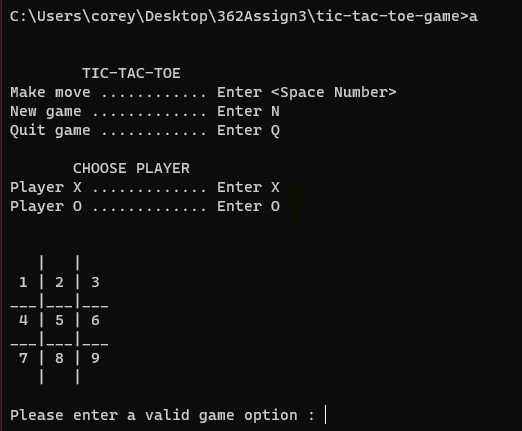 C:\Users\corey\Desktop\362Assign3\tic-tac-toe-game>a
TIC-TAC-TOE
Make move ............ Enter <Space Number>
New game ............. Enter N
Quit game ............ Enter Q
CHOOSE PLAYER
Player X ............. Enter X
Player O ............. Enter O
   |   |
 1 | 2 | 3
___|___|___
 4 | 5 | 6
___|___|___
 7 | 8 | 9
   |   |
Please enter a valid game option :